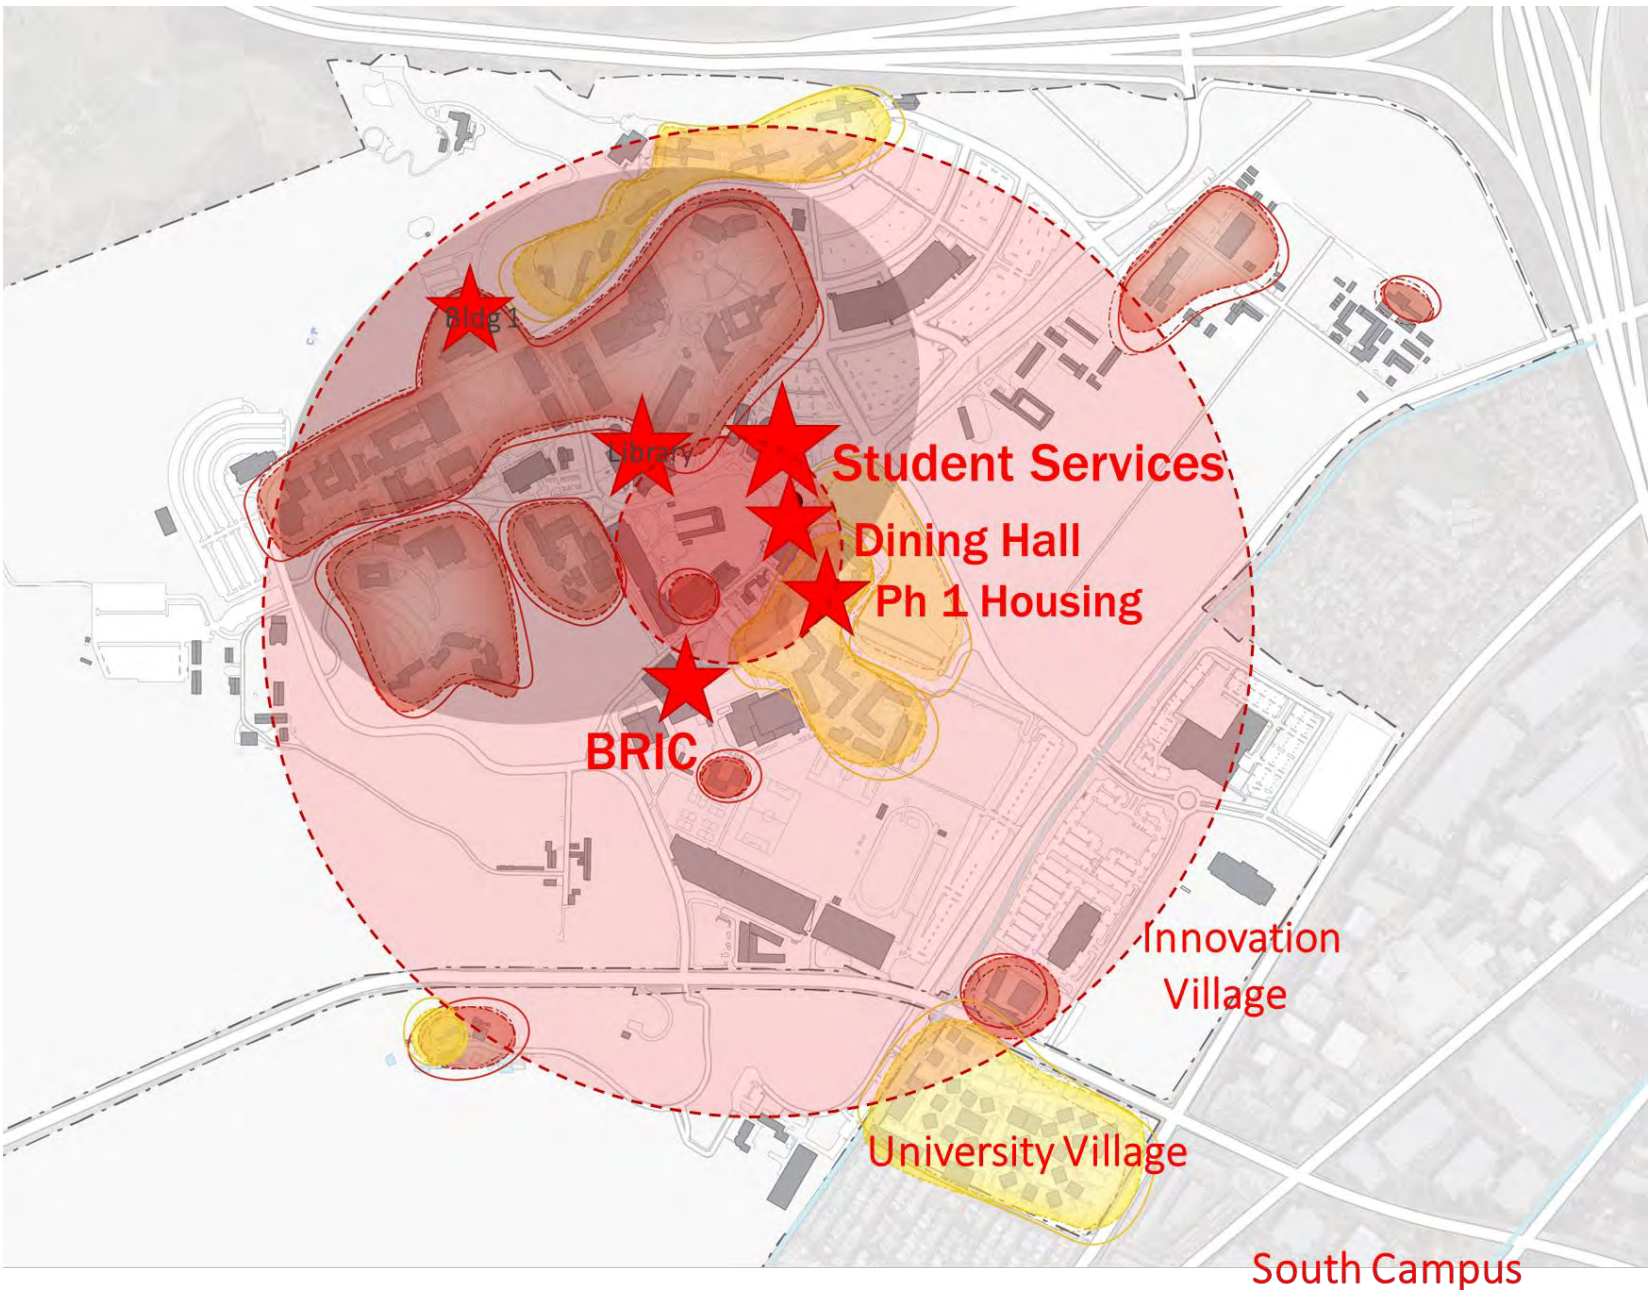 Bldg 1
Library
Student Services
Dining Hall
Ph 1 Housing
BRIC
Innovation
Village
University Village
South Campus